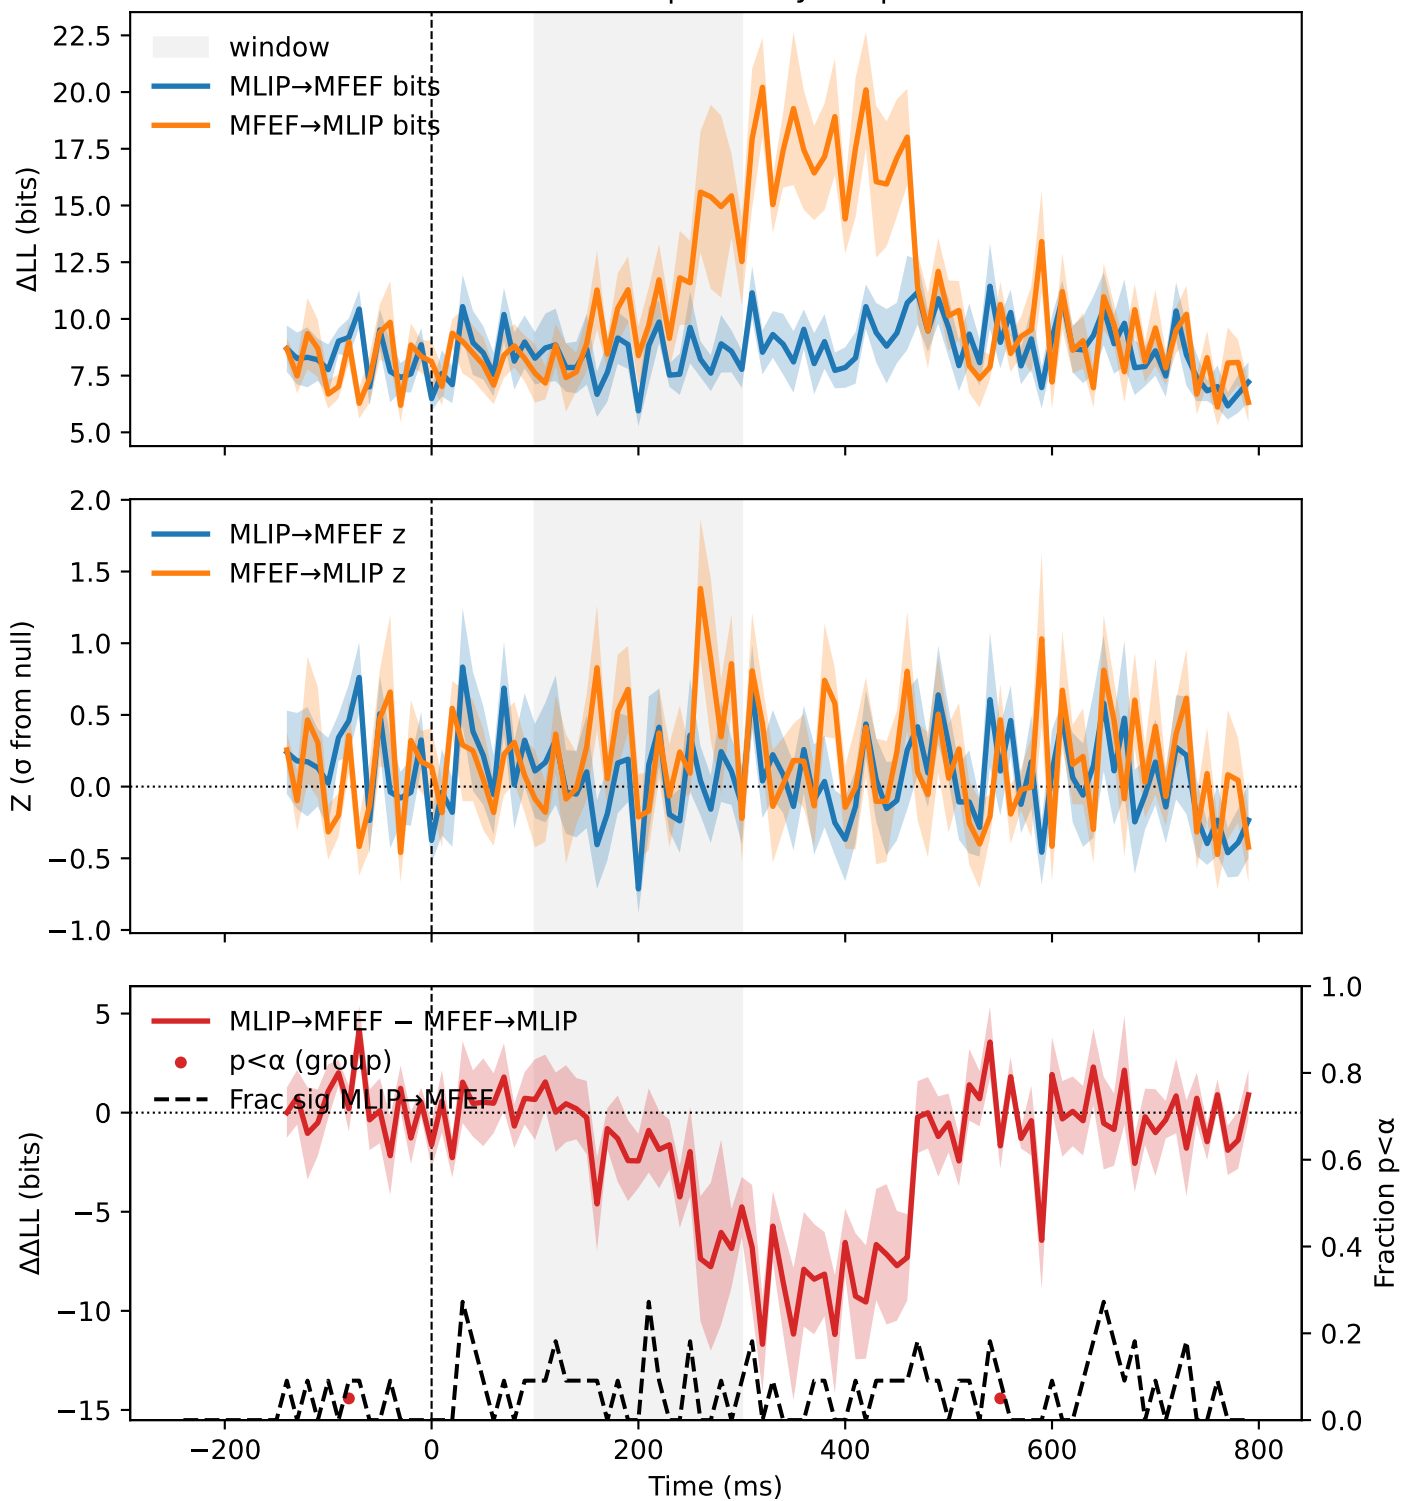 window
MLIP→MFEF bits
MFEF→MLIP bits
22.5
20.0
17.5
15.0
12.5
10.0
7.5
5.0
ΔLL (bits)
MLIP→MFEF z
MFEF→MLIP z
2.0
1.5
1.0
0.5
0.0
−0.5
−1.0
Z (σ from null)
MLIP→MFEF − MFEF→MLIP
p<α (group)
Frac sig MLIP→MFEF
5
0
−5
−10
−15
ΔΔLL (bits)
1.0
0.8
0.6
0.4
0.2
0.0
Fraction p<α
−200
0
200
400
600
800
Time (ms)